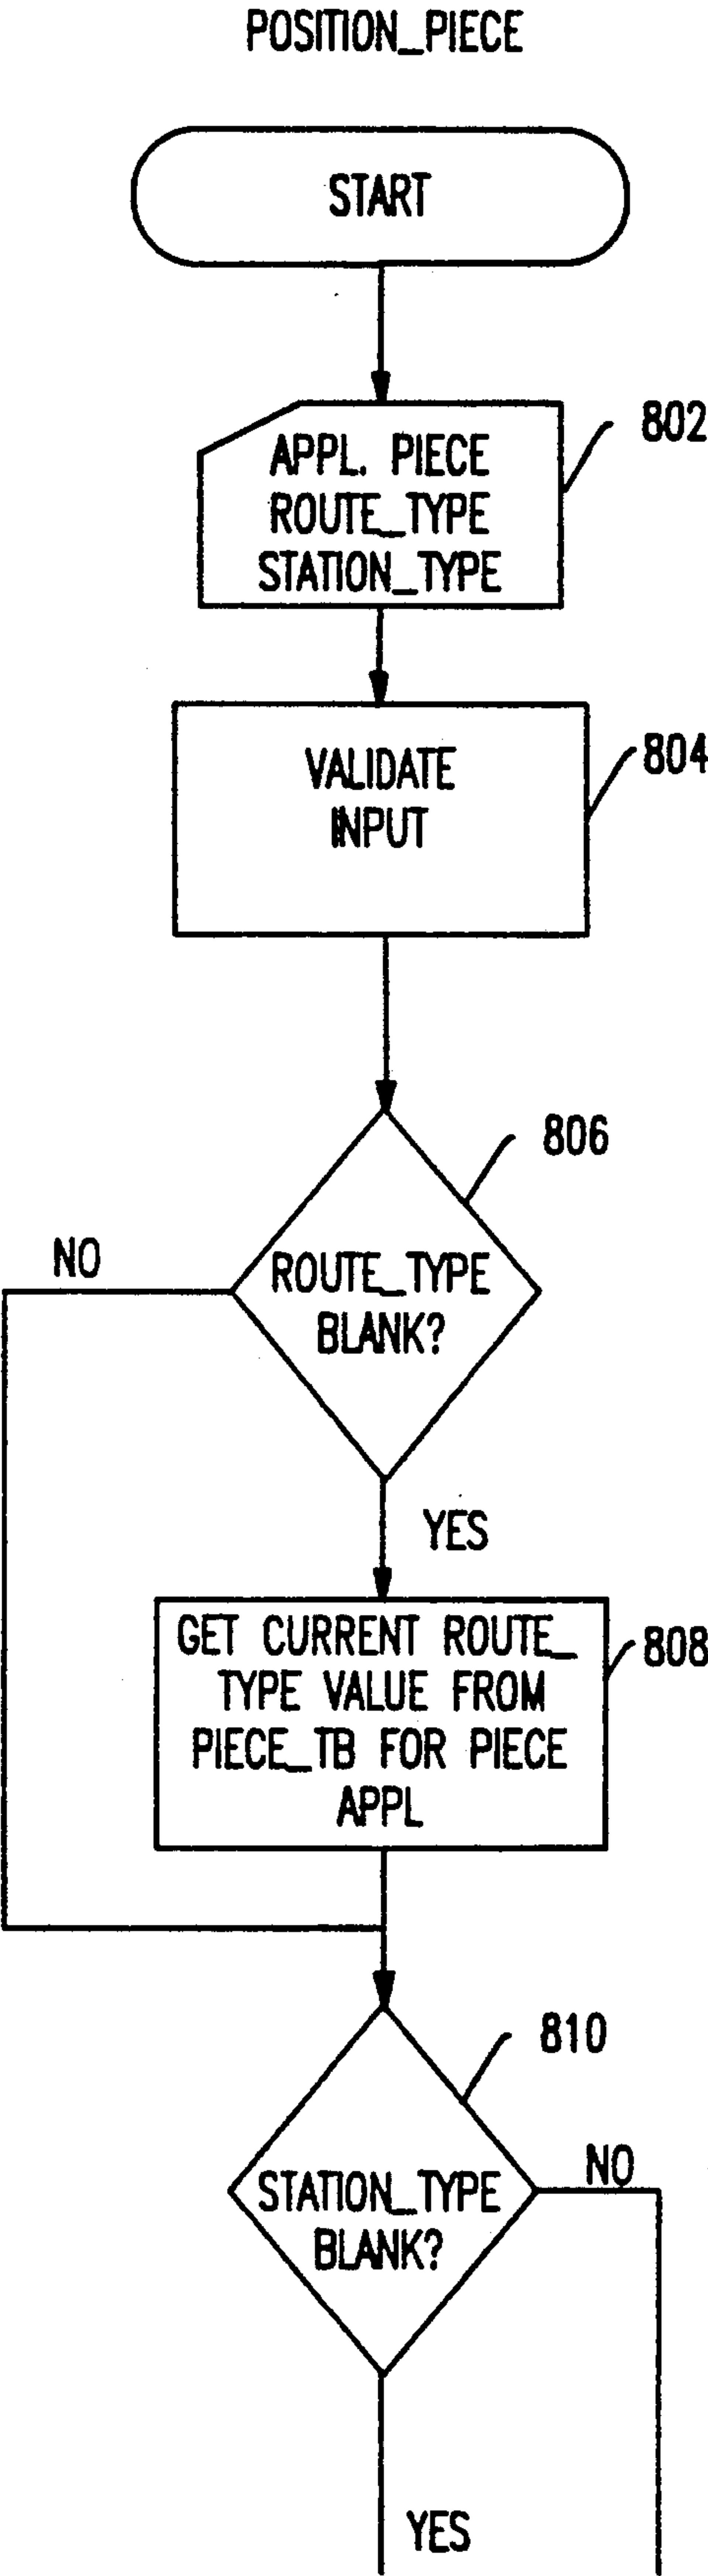 POSITION_PIECE
START
APPL. PIECE
ROUTE_TYPE
STATION_TYPE
802
VALIDATE
INPUT
804
806
NO
ROUTE_TYPE
BLANK?
YES
GET CURRENT ROUTE_
TYPE VALUE FROM
PIECE_TB FOR PIECE
APPL
808
810
STATION_TYPE
BLANK?
NO
YES